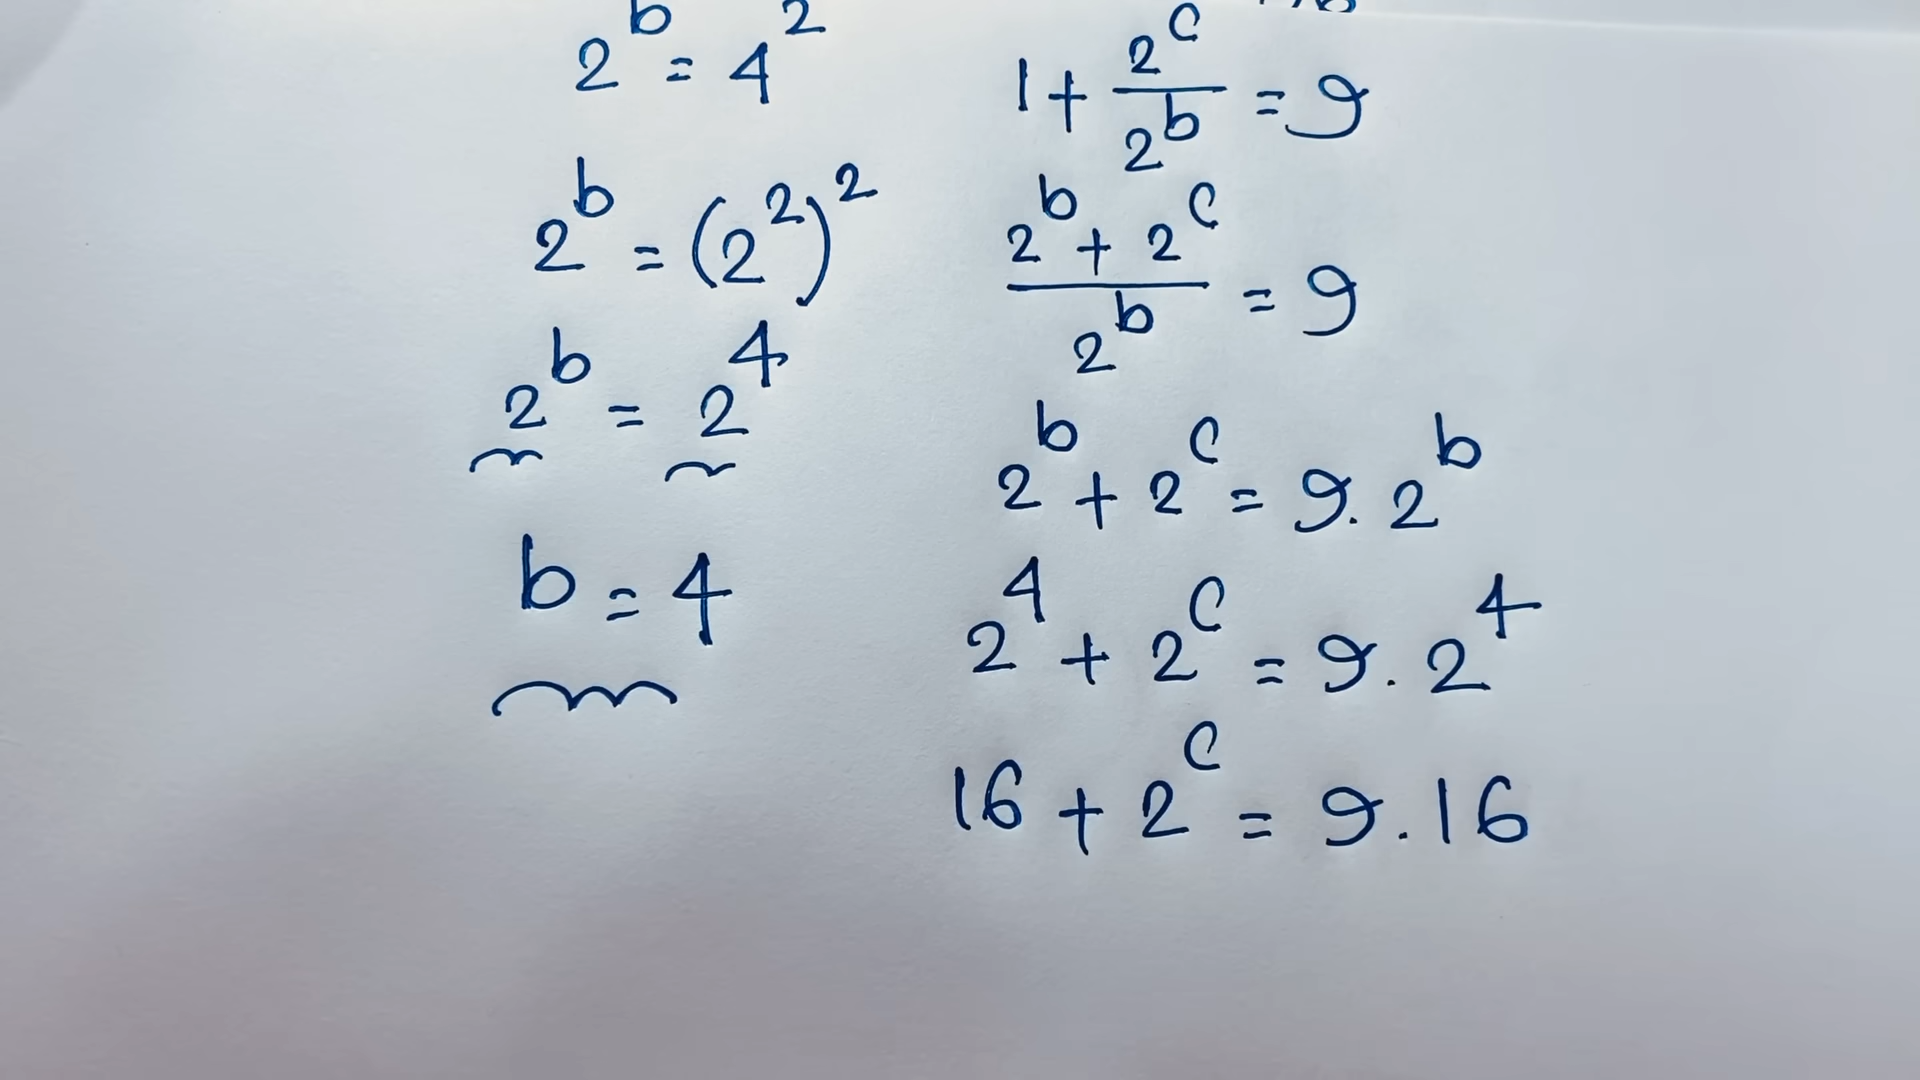 2^b = 4^2
2^b = (2^2)^2
2^b = 2^4
b = 4
1 + 2^c/2^b = 9
(2^b + 2^c)/2^b = 9
2^b + 2^c = 9 . 2^b
2^4 + 2^c = 9 . 2^4
16 + 2^c = 9 . 16